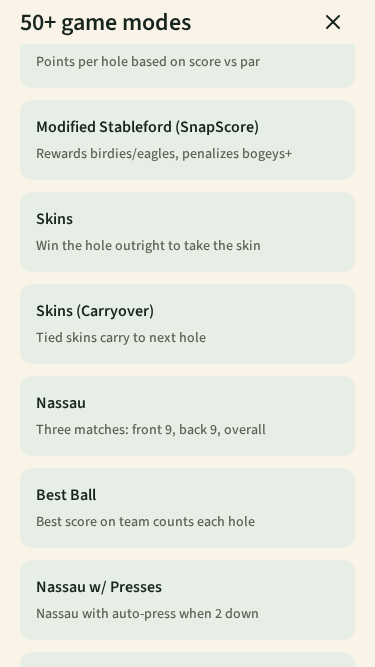 50+ game modes
Points per hole based on score vs par
Modified Stableford (SnapScore)
Rewards birdies/eagles, penalizes bogeys+
Skins
Win the hole outright to take the skin
Skins (Carryover)
Tied skins carry to next hole
Nassau
Three matches: front 9, back 9, overall
Best Ball
Best score on team counts each hole
Nassau w/ Presses
Nassau with auto-press when 2 down